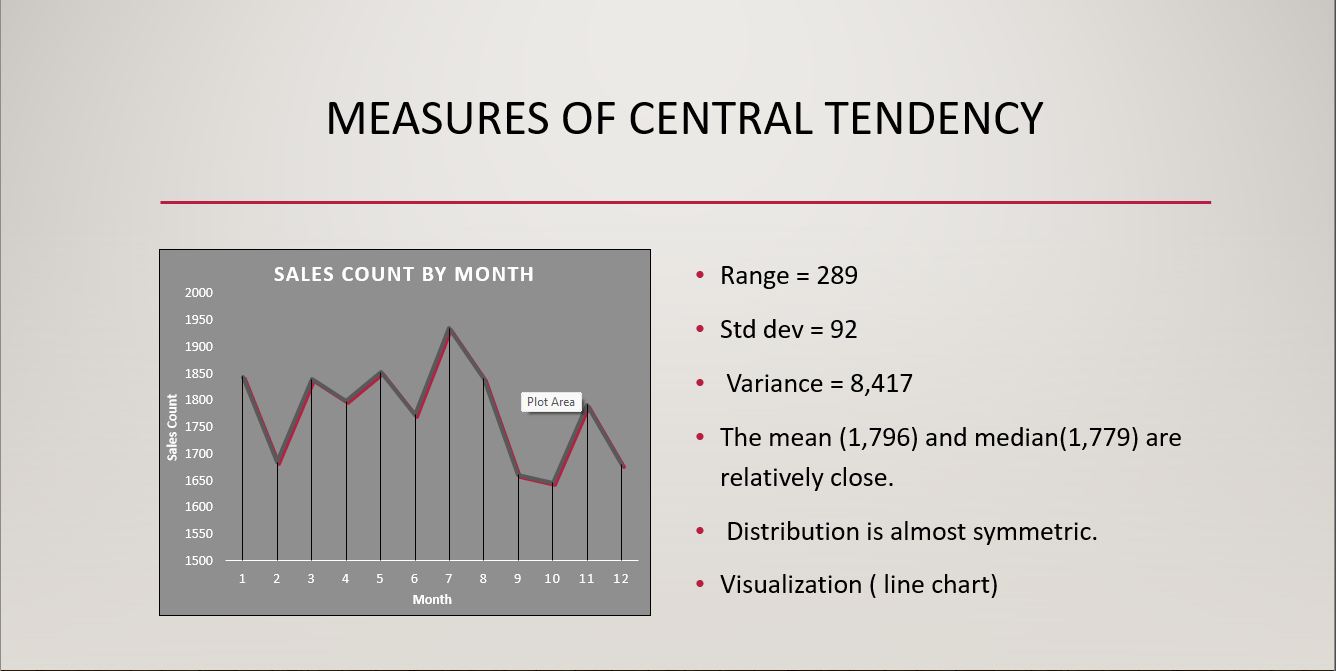 MEASURES OF CENTRAL TENDENCY
SALES COUNT BY MONTH
2000
1950
1900
1850
1800
1750
1700
1650
1600
1550
1500
Sales Count
Plot Area
1 2 3 4 5 6 7 8 9 10 11 12
Month
• Range = 289
• Std dev = 92
• Variance = 8,417
• The mean (1,796) and median(1,779) are
relatively close.
• Distribution is almost symmetric.
• Visualization ( line chart)